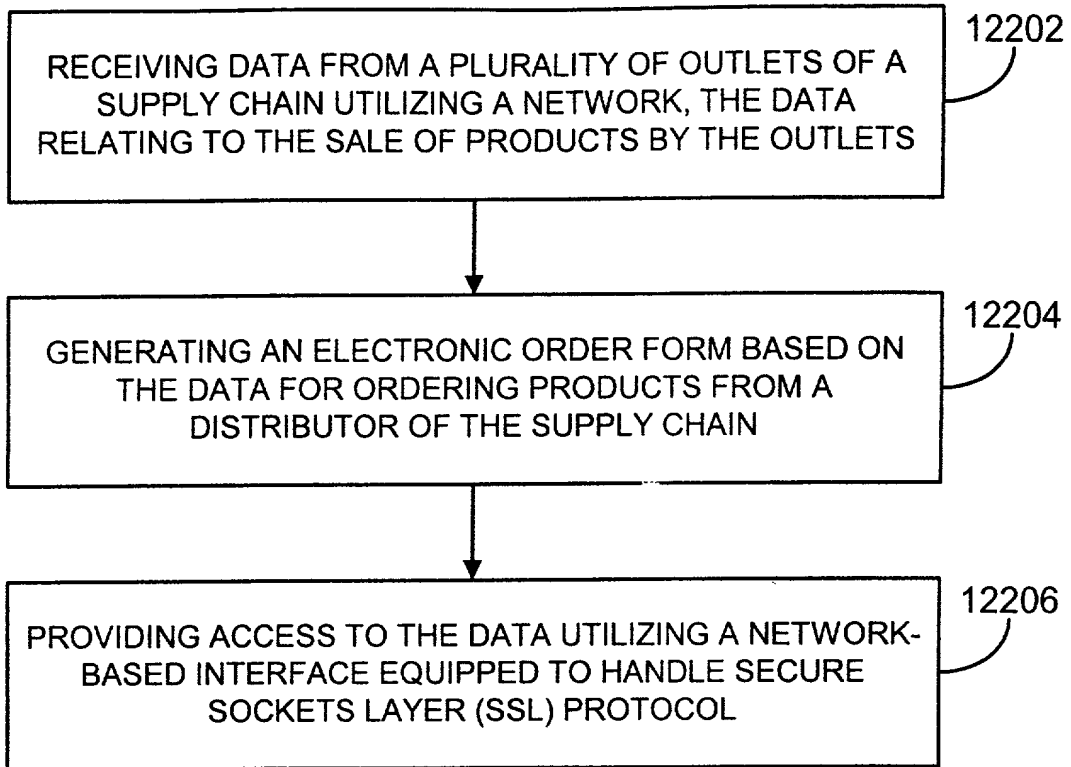 12202
RECEIVING DATA FROM A PLURALITY OF OUTLETS OF A
SUPPLY CHAIN UTILIZING A NETWORK, THE DATA
RELATING TO THE SALE OF PRODUCTS BY THE OUTLETS
12204
GENERATING AN ELECTRONIC ORDER FORM BASED ON
THE DATA FOR ORDERING PRODUCTS FROM A
DISTRIBUTOR OF THE SUPPLY CHAIN
12206
PROVIDING ACCESS TO THE DATA UTILIZING A NETWORK-
BASED INTERFACE EQUIPPED TO HANDLE SECURE
SOCKETS LAYER (SSL) PROTOCOL